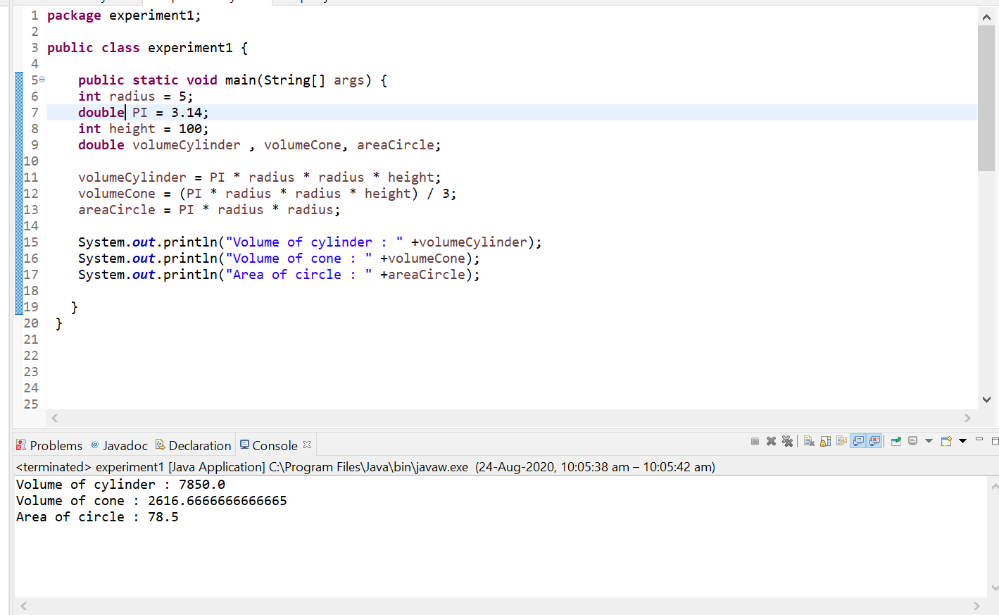 1 package experiment1;
2
3 public class experiment1 {
4
5 public static void main(String[] args) {
6 int radius = 5;
7 double PI = 3.14;
8 int height = 100;
9 double volumeCylinder , volumeCone, areaCircle;
10
11 volumeCylinder = PI * radius * radius * height;
12 volumeCone = (PI * radius * radius * height) / 3;
13 areaCircle = PI * radius * radius;
14
15 System.out.println("Volume of cylinder : " +volumeCylinder);
16 System.out.println("Volume of cone : " +volumeCone);
17 System.out.println("Area of circle : " +areaCircle);
18
19 }
20 }
21
22
23
24
25
Problems @ Javadoc Declaration Console
<terminated> experiment1 [Java Application] C:\Program Files\Java\bin\javaw.exe (24-Aug-2020, 10:05:38 am – 10:05:42 am)
Volume of cylinder : 7850.0
Volume of cone : 2616.6666666666665
Area of circle : 78.5